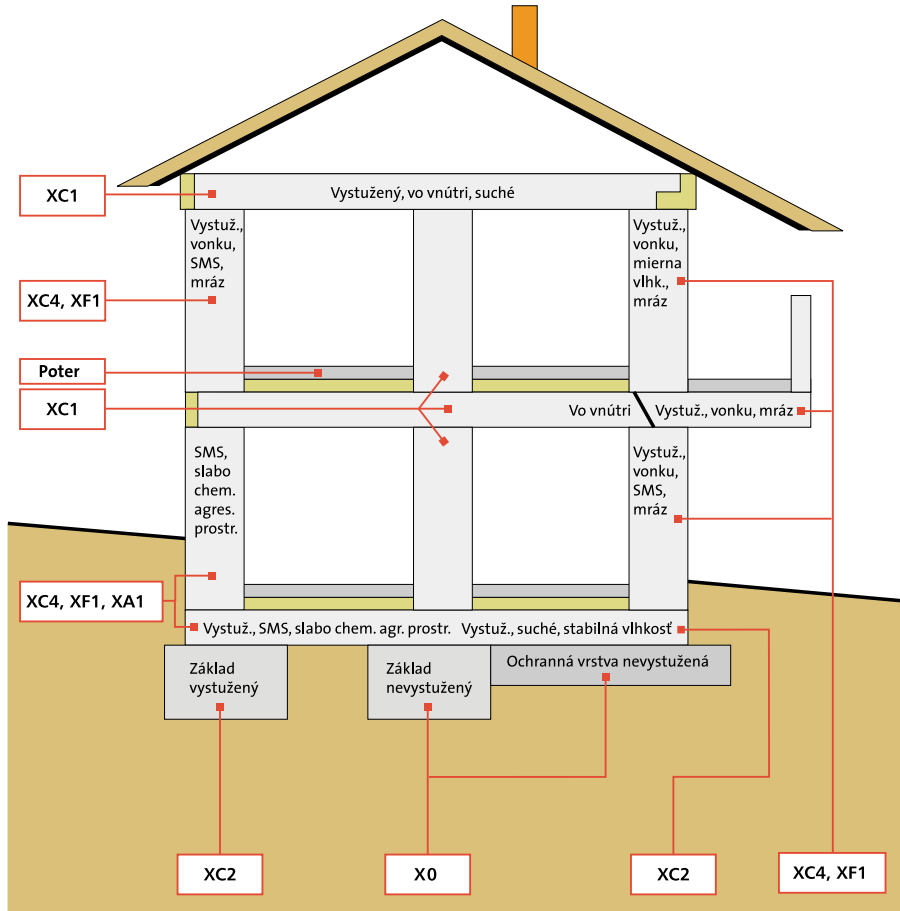 XC1
Vystužený, vo vnútri, suché
Vystuž.,
vonku,
SMS,
mráz
Vystuž.,
vonku,
mierna
vlhk.,
mráz
XC4, XF1
Poter
XC1
Vo vnútri
Vystuž., vonku, mráz
SMS,
slabo
chem.
agres.
prostr.
Vystuž.,
vonku,
SMS,
mráz
XC4, XF1, XA1
Vystuž., SMS, slabo chem. agr. prostr.
Vystuž., suché, stabilná vlhkosť
Základ
vystužený
Základ
nevystužený
Ochranná vrstva nevystužená
XC2
X0
XC2
XC4, XF1